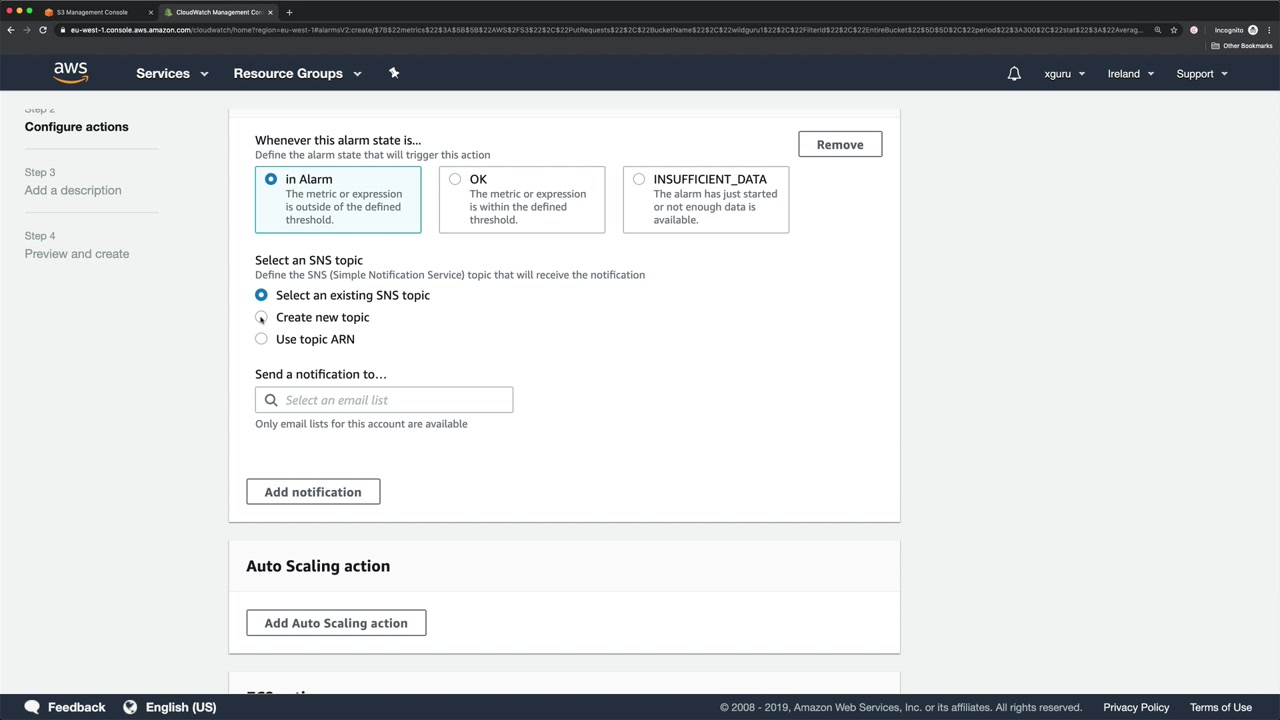 S3 Management Console
CloudWatch Management Cons
eu-west-1.console.aws.amazon.com/cloudwatch/home?region=eu-west-1#alarmsV2:create/$7B$22metrics$22$3A$5B$5B$22AWS$2FS3$22$2C$22PutRequests$22$2C$22BucketName$22$2C$22wildguru1$22$2C$22FilterId$22$2C$22EntireBucket$22$5D$5D$2C$22period$22$3A300$2C$22stat$22$3A$22Averag...
Incognito
Other Bookmarks
aws
Services
Resource Groups
xguru
Ireland
Support
Step 2
Configure actions
Step 3
Add a description
Step 4
Preview and create
Whenever this alarm state is...
Define the alarm state that will trigger this action
Remove
in Alarm
The metric or expression
is outside of the defined
threshold.
OK
The metric or expression
is within the defined
threshold.
INSUFFICIENT_DATA
The alarm has just started
or not enough data is
available.
Select an SNS topic
Define the SNS (Simple Notification Service) topic that will receive the notification
Select an existing SNS topic
Create new topic
Use topic ARN
Send a notification to…
Select an email list
Only email lists for this account are available
Add notification
Auto Scaling action
Add Auto Scaling action
Feedback
English (US)
© 2008 - 2019, Amazon Web Services, Inc. or its affiliates. All rights reserved.
Privacy Policy
Terms of Use